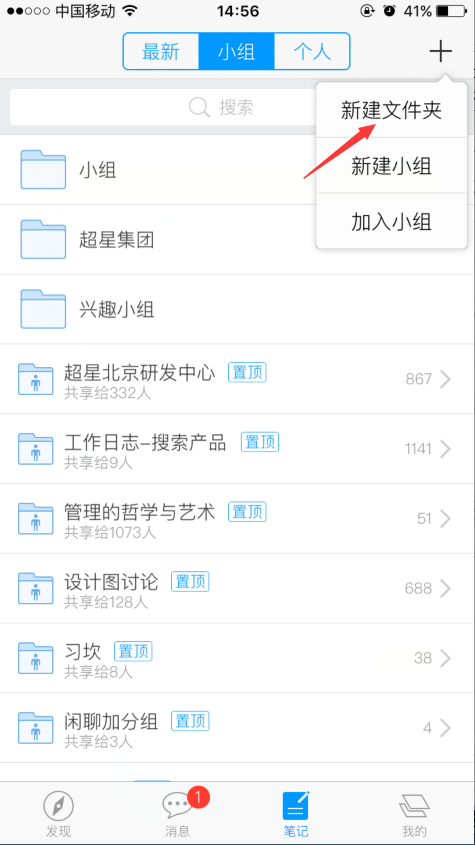 中国移动 14:56 41%
最新 小组 个人
搜索
新建文件夹
新建小组
加入小组
小组
超星集团
兴趣小组
超星北京研发中心 置顶
共享给332人
867
工作日志-搜索产品 置顶
共享给9人
1141
管理的哲学与艺术 置顶
共享给1073人
51
设计图讨论 置顶
共享给128人
688
习坎 置顶
共享给8人
38
闲聊加分组 置顶
共享给3人
4
1
发现 消息 笔记 我的